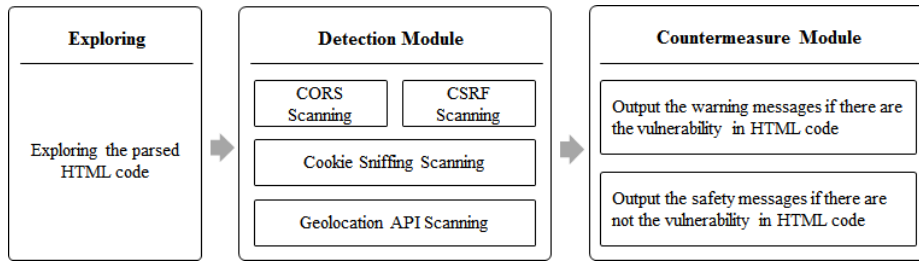 Exploring
Exploring the parsed
HTML code
Detection Module
CORS
Scanning
CSRF
Scanning
Cookie Sniffing Scanning
Geolocation API Scanning
Countermeasure Module
Output the warning messages if there are
the vulnerability in HTML code
Output the safety messages if there are
not the vulnerability in HTML code